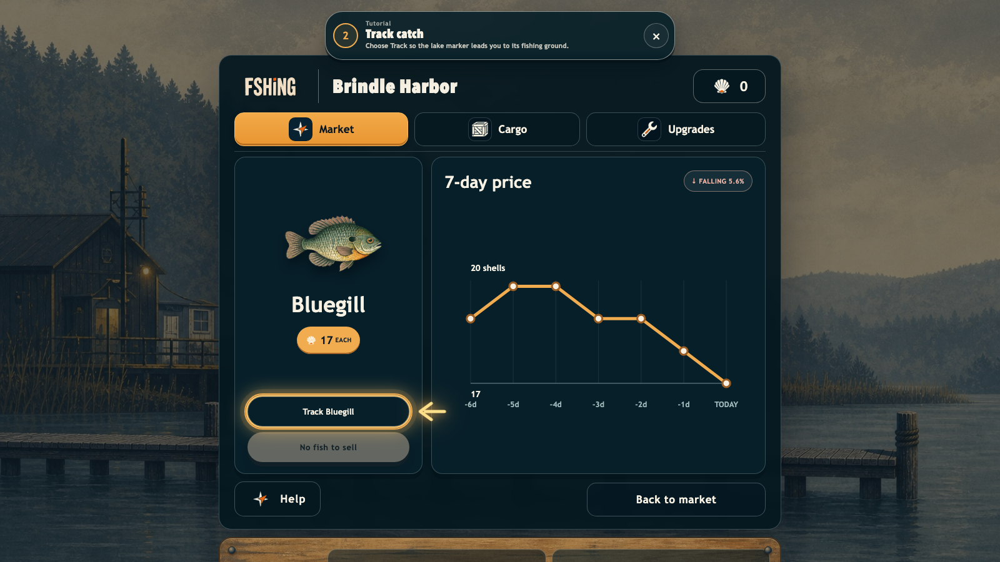 2
Tutorial
Track catch
Choose Track so the lake marker leads you to its fishing ground.
FSHiNG
Brindle Harbor
0
Market
Cargo
Upgrades
Bluegill
17 EACH
Track Bluegill
No fish to sell
7-day price
↓ FALLING 5.6%
20 shells
17
-6d -5d -4d -3d -2d -1d TODAY
Help
Back to market